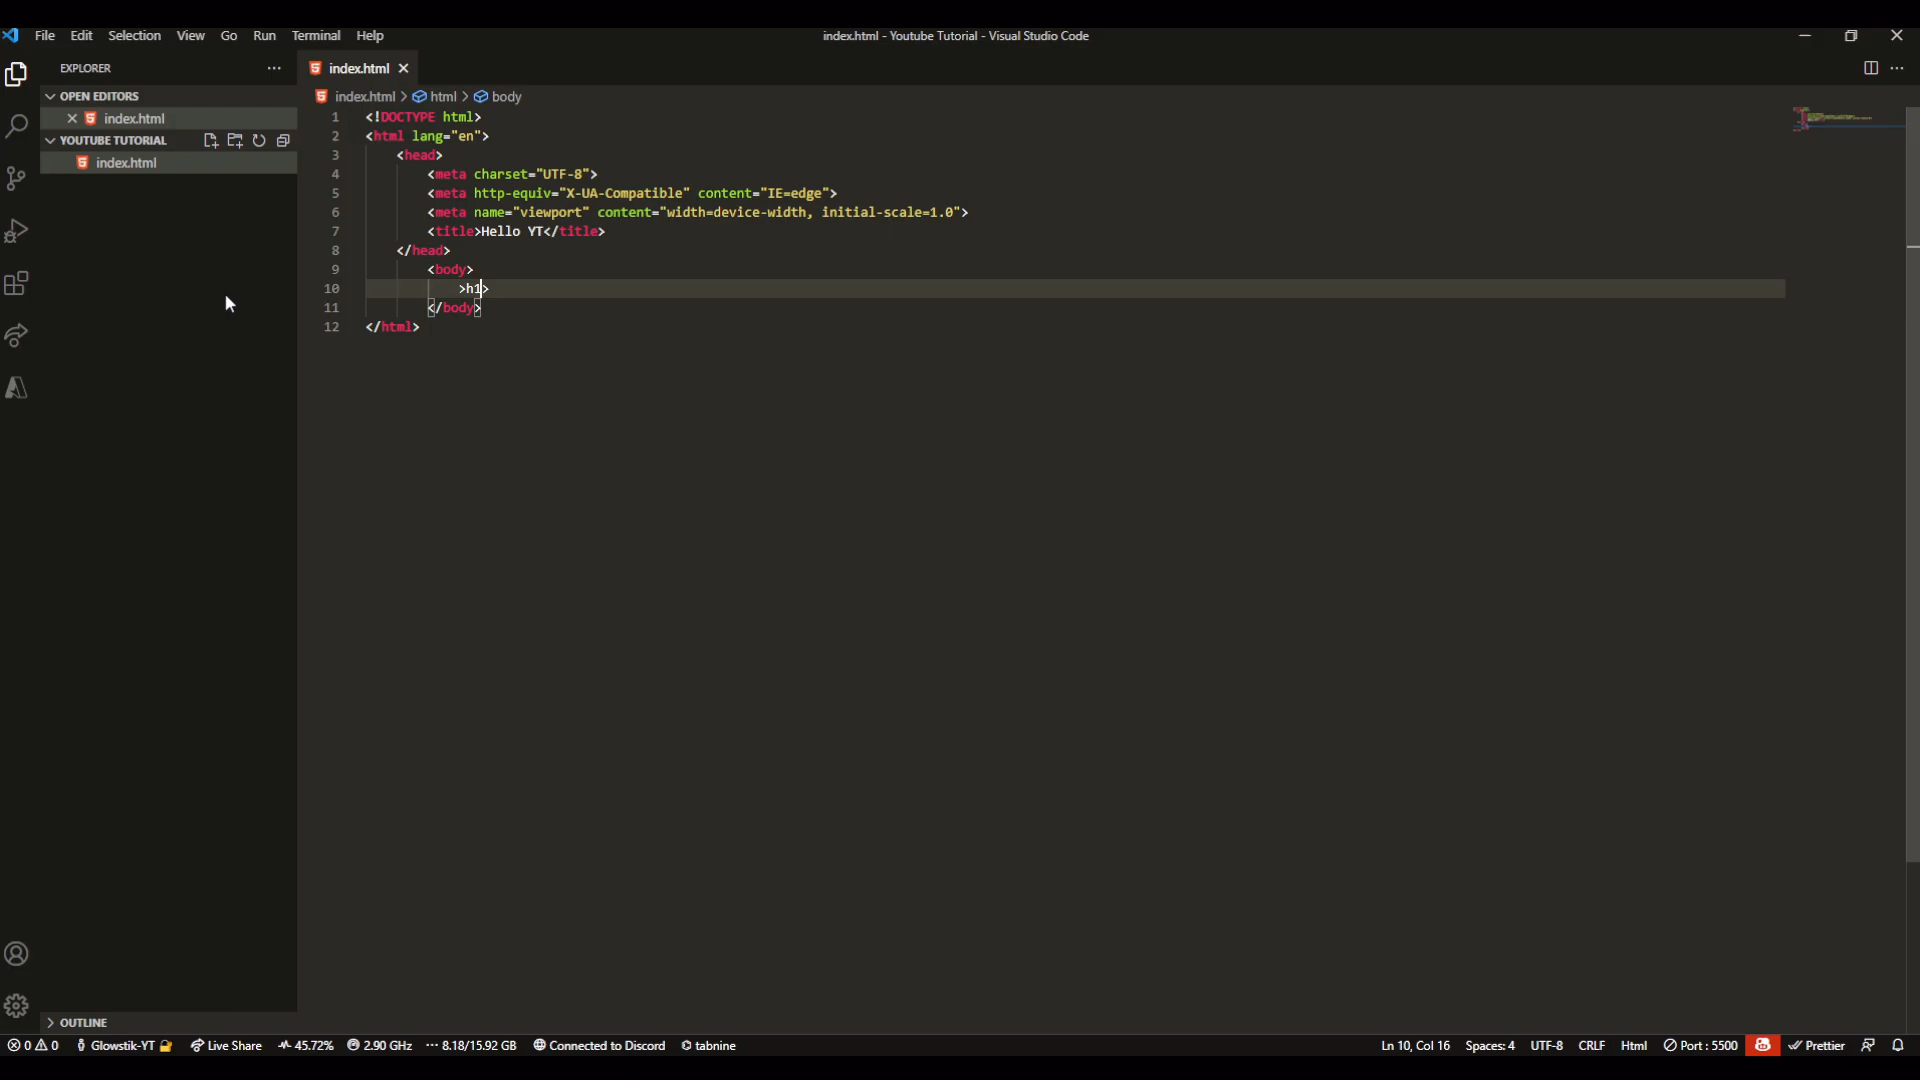 File Edit Selection View Go Run Terminal Help
index.html - Youtube Tutorial - Visual Studio Code
EXPLORER
index.html
OPEN EDITORS
index.html > html > body
index.html
YOUTUBE TUTORIAL
index.html
1 <!DOCTYPE html>
2 <html lang="en">
3 <head>
4 <meta charset="UTF-8">
5 <meta http-equiv="X-UA-Compatible" content="IE=edge">
6 <meta name="viewport" content="width=device-width, initial-scale=1.0">
7 <title>Hello YT</title>
8 </head>
9 <body>
10 >h1>
11 </body>
12 </html>
OUTLINE
0 0 Glowstik-YT Live Share 45.72% 2.90 GHz 8.18/15.92 GB Connected to Discord tabnine
Ln 10, Col 16 Spaces: 4 UTF-8 CRLF Html Port : 5500 Prettier